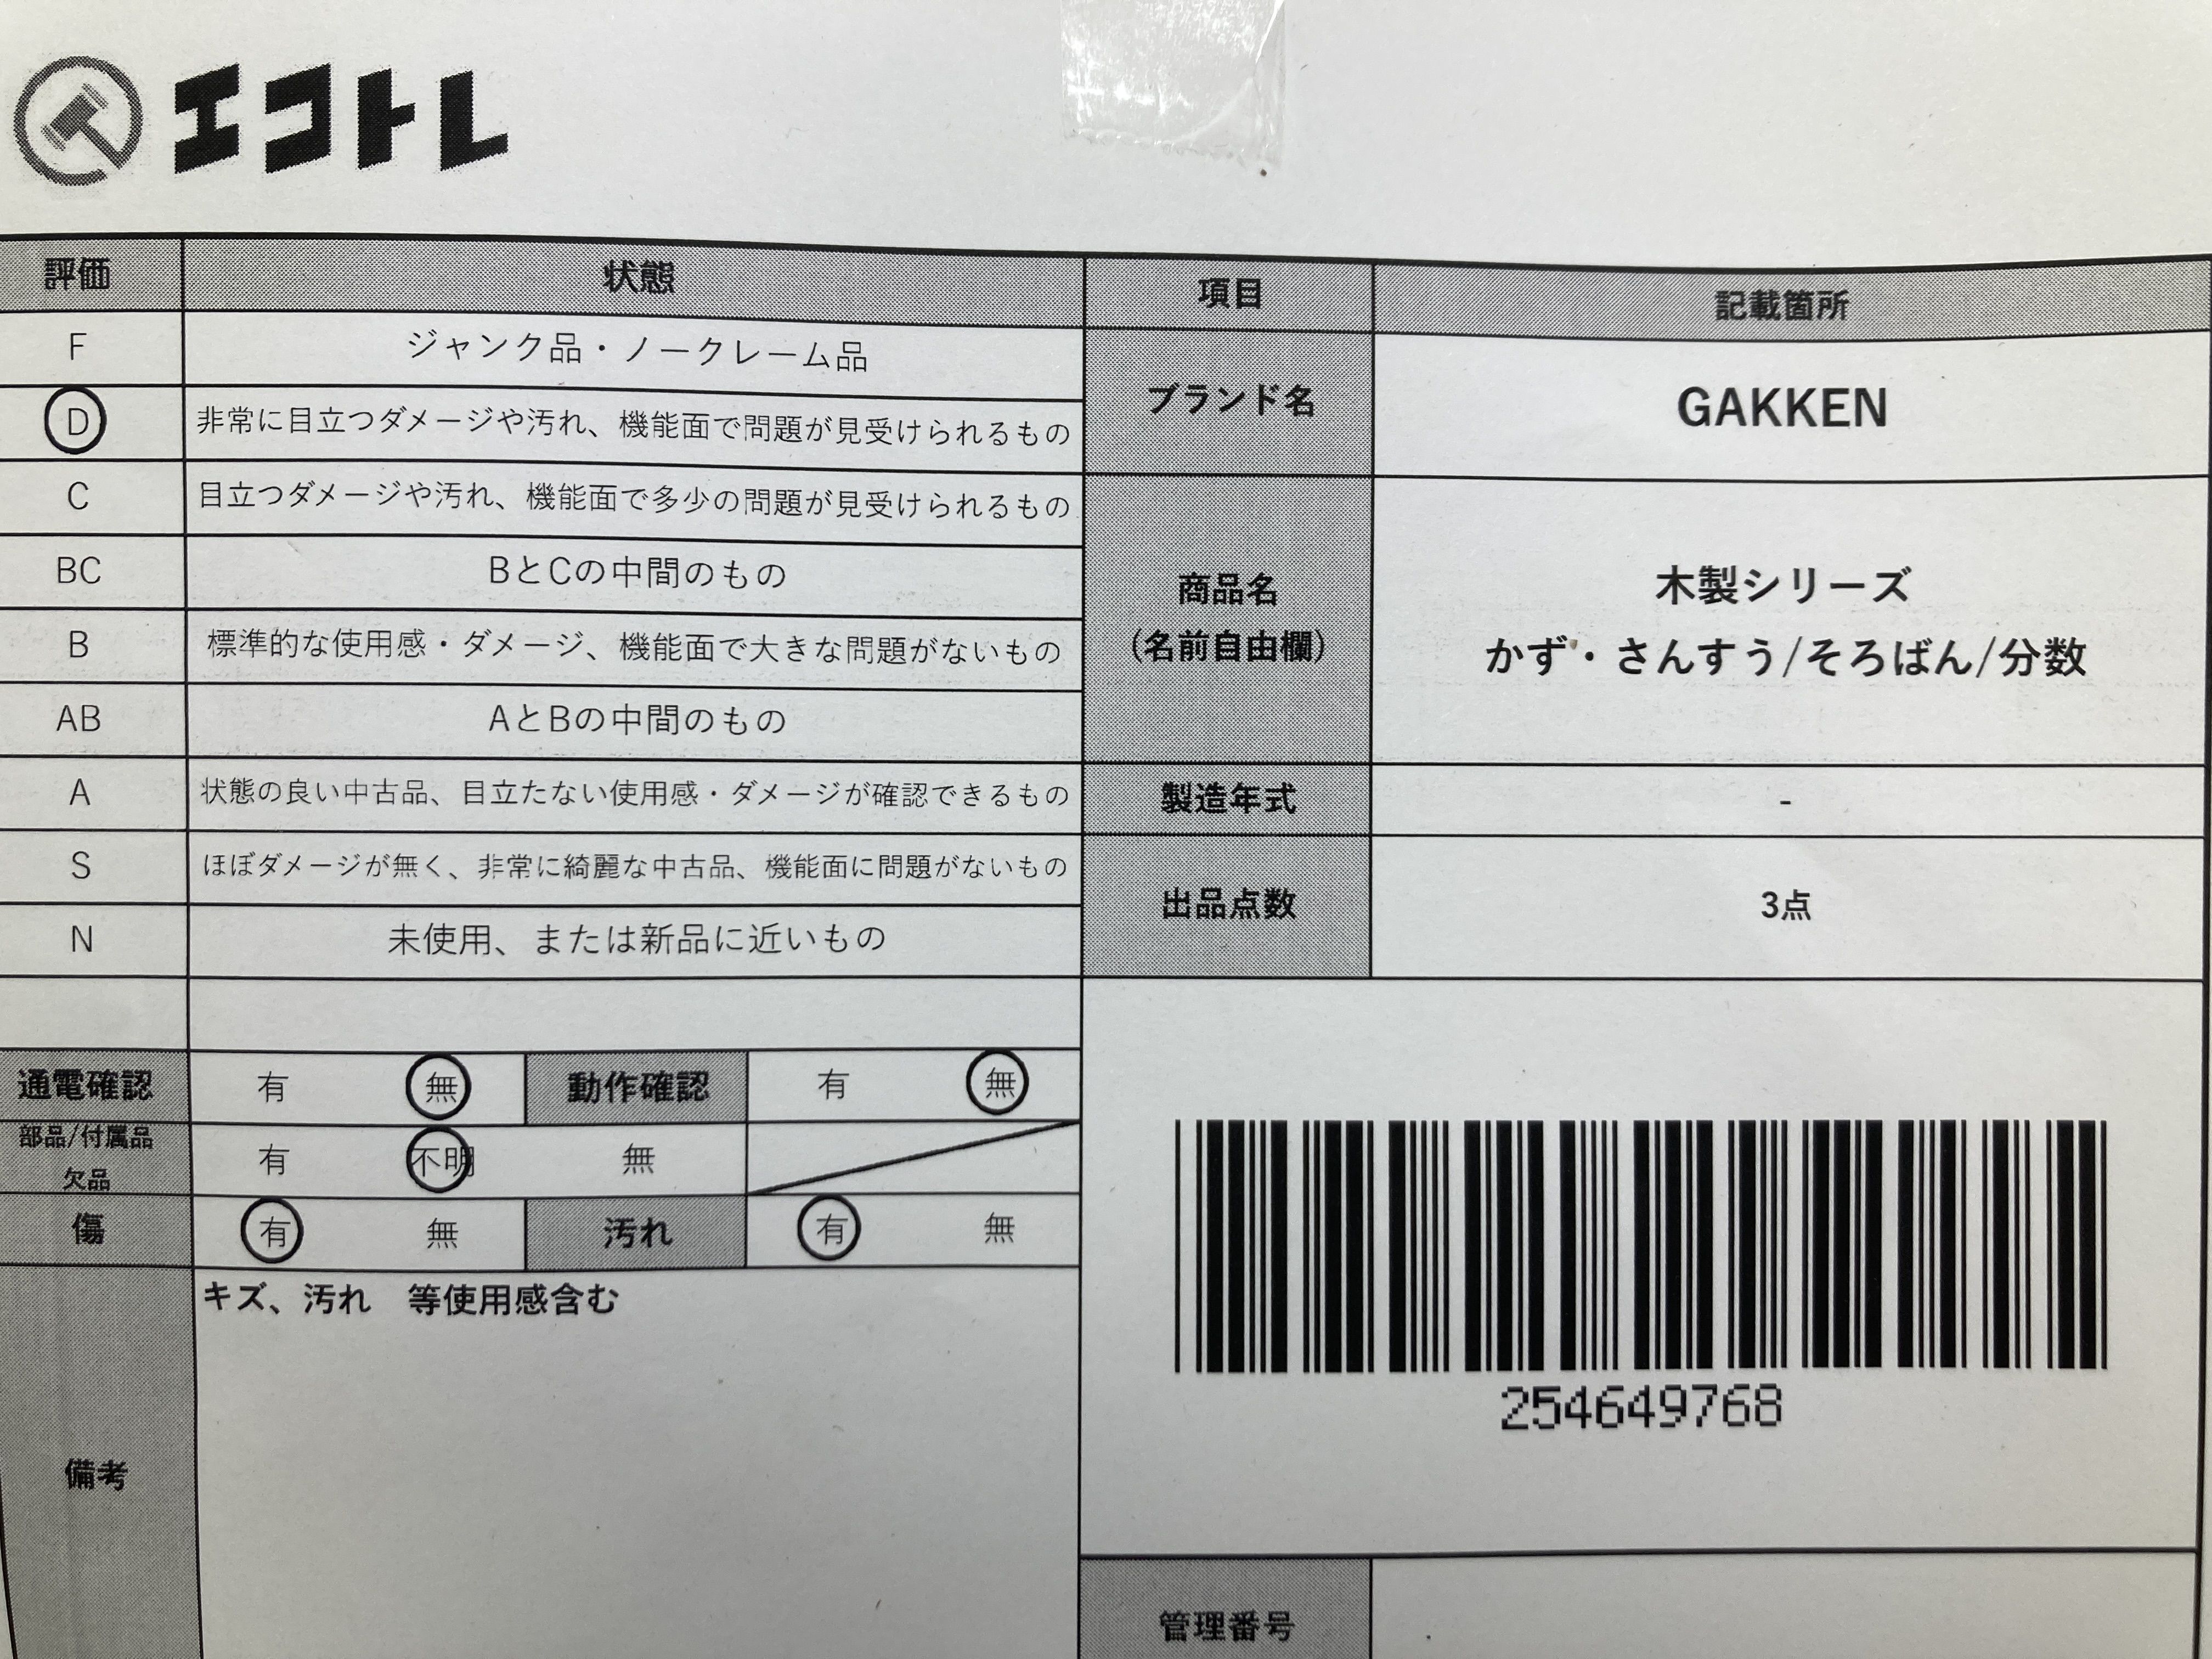 エコトレ
評価 状態 項目 記載箇所
F ジャンク品・ノークレーム品
D 非常に目立つダメージや汚れ、機能面で問題が見受けられるもの
ブランド名 GAKKEN
C 目立つダメージや汚れ、機能面で多少の問題が見受けられるもの
BC BとCの中間のもの
B 標準的な使用感・ダメージ、機能面で大きな問題がないもの
AB AとBの中間のもの
商品名
(名前自由欄)
木製シリーズ
かず・さんすう/そろばん/分数
A 状態の良い中古品、目立たない使用感・ダメージが確認できるもの
製造年式 -
S ほぼダメージが無く、非常に綺麗な中古品、機能面に問題がないもの
N 未使用、または新品に近いもの
出品点数 3点
通電確認 有 無 動作確認 有 無
部品/付属品
欠品
有 不明 無
傷 有 無 汚れ 有 無
備考
キズ、汚れ 等使用感含む
254649768
管理番号